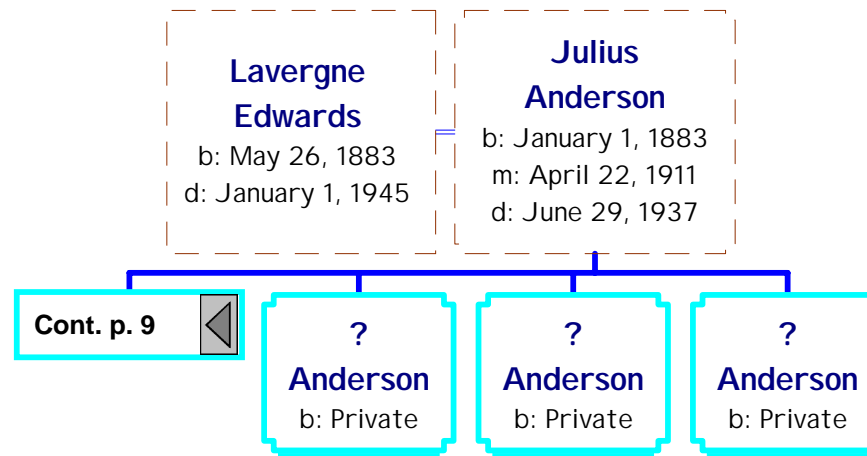 Lavergne
Edwards
b: May 26, 1883
d: January 1, 1945
Julius
Anderson
b: January 1, 1883
m: April 22, 1911
d: June 29, 1937
Cont. p. 9
?
Anderson
b: Private
?
Anderson
b: Private
?
Anderson
b: Private